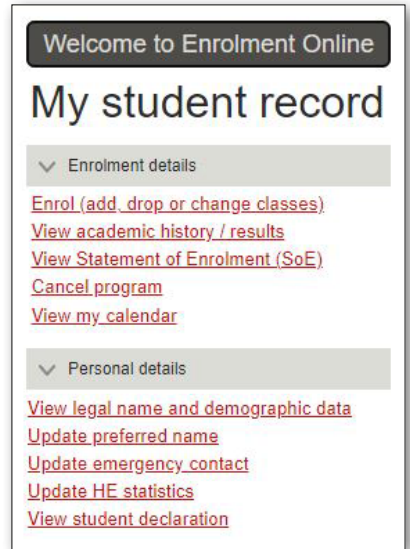 Welcome to Enrolment Online
My student record
Enrolment details
Enrol (add, drop or change classes)
View academic history / results
View Statement of Enrolment (SoE)
Cancel program
View my calendar
Personal details
View legal name and demographic data
Update preferred name
Update emergency contact
Update HE statistics
View student declaration